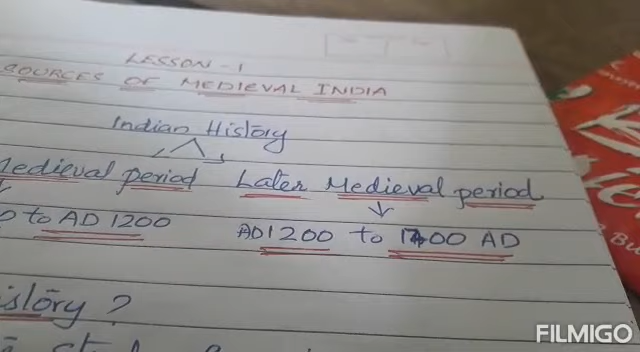 LESSON-1
SOURCES OF MEDIEVAL INDIA
Indian History
Medieval period Later Medieval period
to AD 1200 AD 1200 to 1700 AD
History?
FILMIGO